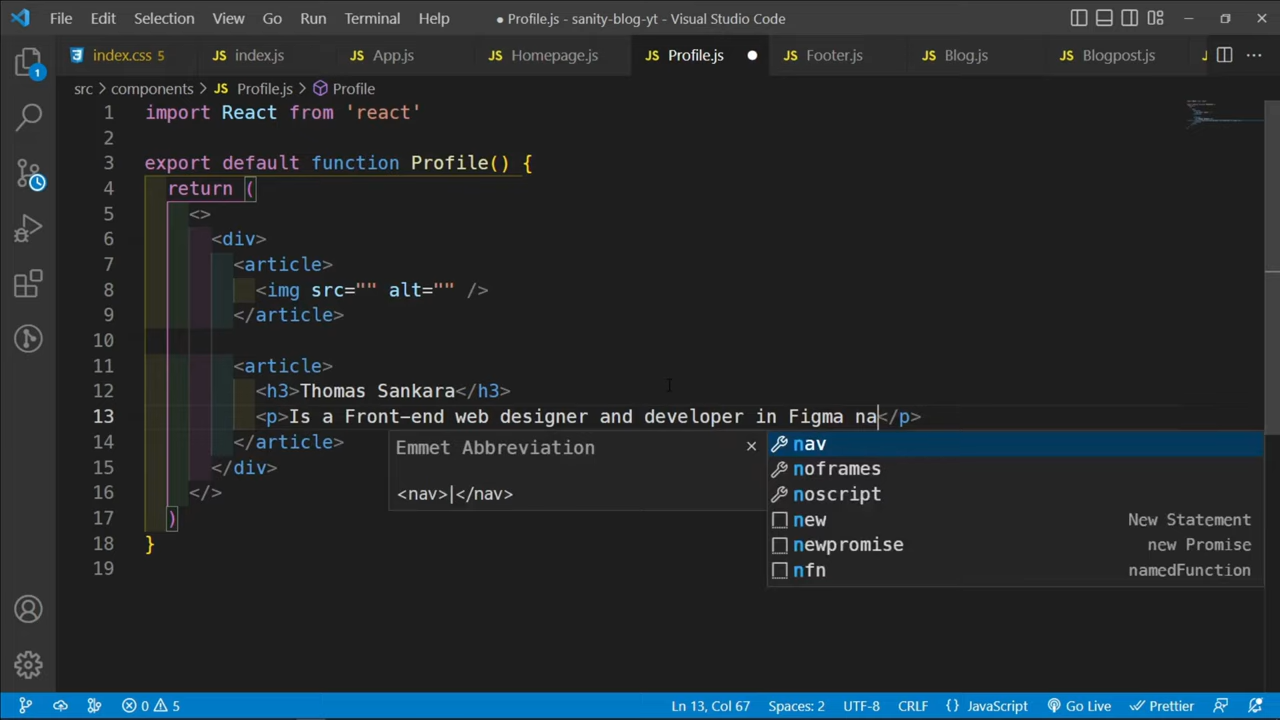 File Edit Selection View Go Run Terminal Help ● Profile.js - sanity-blog-yt - Visual Studio Code
index.css 5 JS index.js JS App.js JS Homepage.js JS Profile.js ● JS Footer.js JS Blog.js JS Blogpost.js
src > components > JS Profile.js > Profile
1 import React from 'react'
2
3 export default function Profile() {
4 return (
5 <>
6 <div>
7 <article>
8 <img src="" alt="" />
9 </article>
10
11 <article>
12 <h3>Thomas Sankara</h3>
13 <p>Is a Front-end web designer and developer in Figma na</p>
14 </article>
15 </div>
16 </>
17 )
18 }
19
Emmet Abbreviation
<nav>|</nav>
nav
noframes
noscript
new New Statement
newpromise new Promise
nfn namedFunction
1
0 5 Ln 13, Col 67 Spaces: 2 UTF-8 CRLF {} JavaScript Go Live Prettier